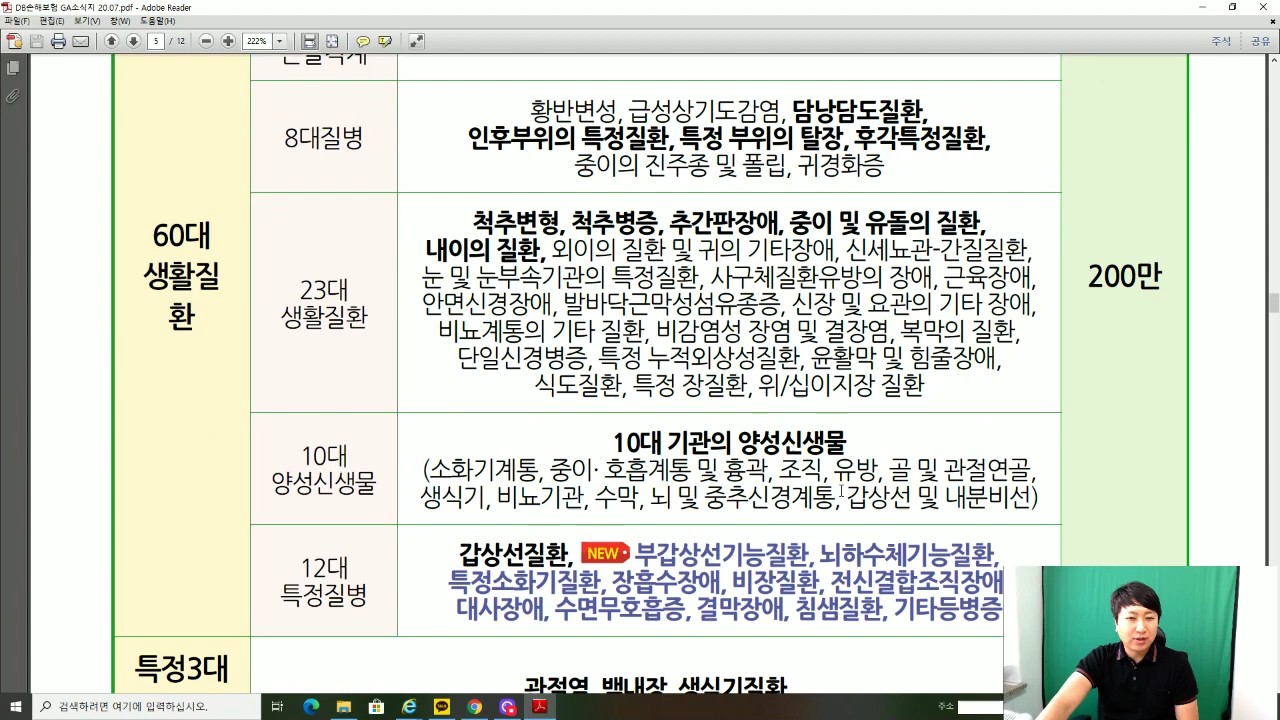 DB손해보험 GA소식지 20.07.pdf - Adobe Reader
파일(F) 편집(E) 보기(V) 창(W) 도움말(H)
5 / 12 222% 주석 공유
8대질병
황반변성, 급성상기도감염, 담낭담도질환,
인후부위의 특정질환, 특정 부위의 탈장, 후각특정질환,
중이의 진주종 및 폴립, 귀경화증
60대
생활질
환
23대
생활질환
척추변형, 척추병증, 추간판장애, 중이 및 유돌의 질환,
내이의 질환, 외이의 질환 및 귀의 기타장애, 신세뇨관-간질질환,
눈 및 눈부속기관의 특정질환, 사구체질환유방의 장애, 근육장애,
안면신경장애, 발바닥근막성섬유종증, 신장 및 요관의 기타 장애,
비뇨계통의 기타 질환, 비감염성 장염 및 결장염, 복막의 질환,
단일신경병증, 특정 누적외상성질환, 윤활막 및 힘줄장애,
식도질환, 특정 장질환, 위/십이지장 질환
200만
10대
양성신생물
10대 기관의 양성신생물
(소화기계통, 중이· 호흡계통 및 흉곽, 조직, 유방, 골 및 관절연골,
생식기, 비뇨기관, 수막, 뇌 및 중추신경계통, 갑상선 및 내분비선)
12대
특정질병
갑상선질환, NEW 부갑상선기능질환, 뇌하수체기능질환,
특정소화기질환, 장흡수장애, 비장질환, 전신결합조직장애
대사장애, 수면무호흡증, 결막장애, 침샘질환, 기타등병증
특정3대
관절염, 백내장, 생식기질환
검색하려면 여기에 입력하십시오.
주소